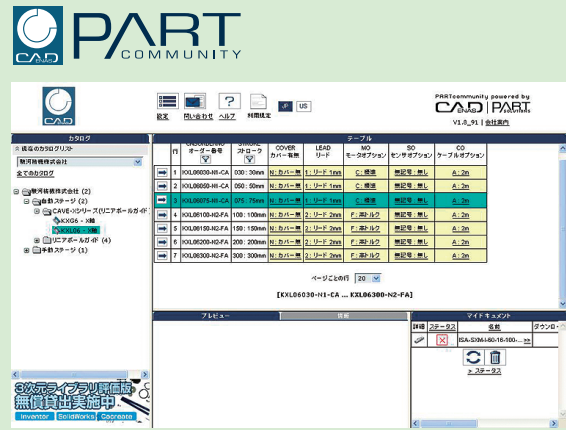 CADENAS PART COMMUNITY
CADENAS
設定 問い合わせ ヘルプ 利用規定 JP US
PARTcommunity powered by
CADENAS PARTsolutions
V1.8_91 | 会社案内
カタログ
テーブル
現在のカタログリスト
駿河精機株式会社
全てのカタログ
駿河精機株式会社 (2)
自動ステージ (2)
CAVE-Xシリーズ(リニアボールガイド
KXG6 - X軸
KXL06 - X軸
リニアボールガイド (4)
手動ステージ (1)
行 オーダー番号 ストローク COVER カバー有無 LEAD リード MO モータオプション SO センサオプション CO ケーブルオプション
1 KXL06030-N1-CA 030 : 30mm N : カバー無 1 : リード 1mm C : 標準 無記号 : 無し A : 2m
2 KXL06050-N1-CA 050 : 50mm N : カバー無 1 : リード 1mm C : 標準 無記号 : 無し A : 2m
3 KXL06075-N1-CA 075 : 75mm N : カバー無 1 : リード 1mm C : 標準 無記号 : 無し A : 2m
4 KXL06100-N2-FA 100 : 100mm N : カバー無 2 : リード 2mm F : 高トルク 無記号 : 無し A : 2m
5 KXL06150-N2-FA 150 : 150mm N : カバー無 2 : リード 2mm F : 高トルク 無記号 : 無し A : 2m
6 KXL06200-N2-FA 200 : 200mm N : カバー無 2 : リード 2mm F : 高トルク 無記号 : 無し A : 2m
7 KXL06300-N2-FA 300 : 300mm N : カバー無 2 : リード 2mm F : 高トルク 無記号 : 無し A : 2m
ページごとの行 20
[KXL06030-N1-CA ... KXL06300-N2-FA]
プレビュー
情報
マイドキュメント
詳細 ステータス 名前 ダウンロ
ISA-SXM-I-60-16-100-... >>
> ステータス
3次元ライブラリ評価版
無償貸出実施中
Inventor SolidWorks Cocreate